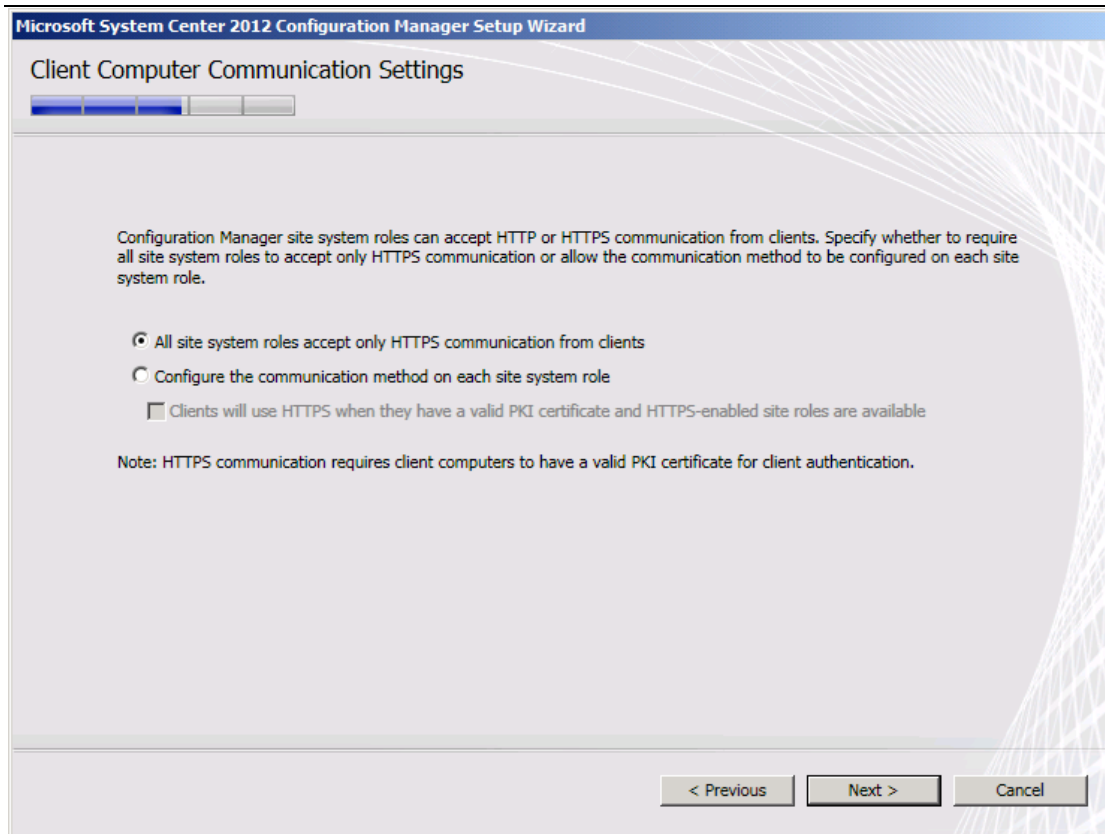 Microsoft System Center 2012 Configuration Manager Setup Wizard
Client Computer Communication Settings
Configuration Manager site system roles can accept HTTP or HTTPS communication from clients. Specify whether to require
all site system roles to accept only HTTPS communication or allow the communication method to be configured on each site
system role.
All site system roles accept only HTTPS communication from clients
Configure the communication method on each site system role
Clients will use HTTPS when they have a valid PKI certificate and HTTPS-enabled site roles are available
Note: HTTPS communication requires client computers to have a valid PKI certificate for client authentication.
< Previous
Next >
Cancel